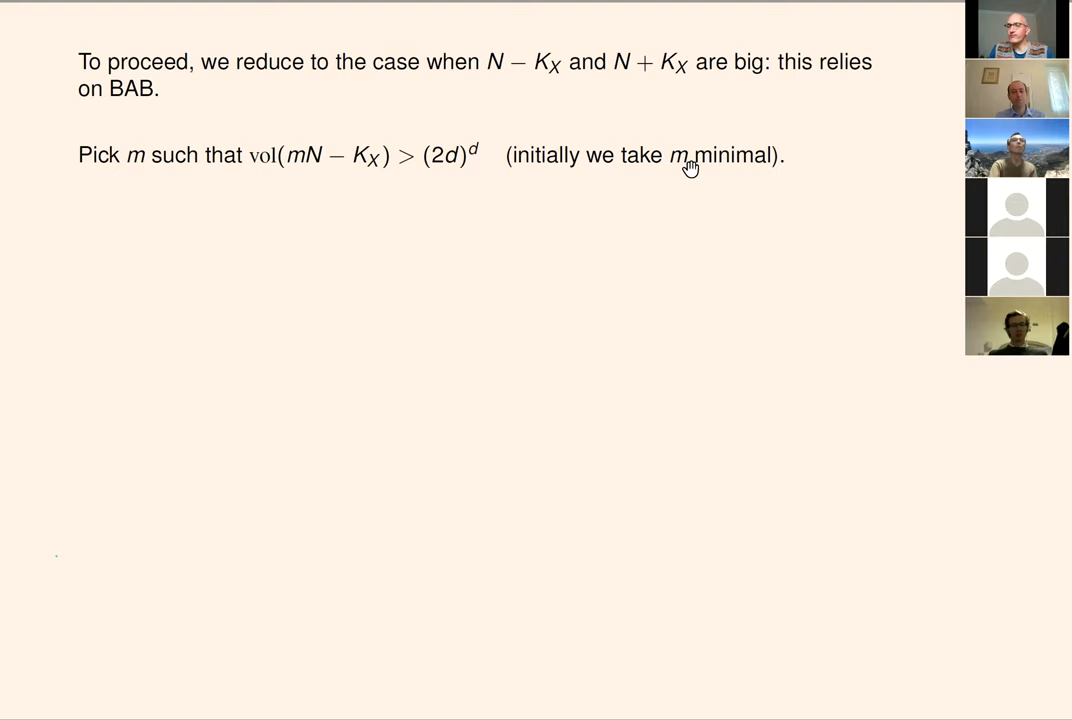 To proceed, we reduce to the case when N − K_X and N + K_X are big: this relies
on BAB.
Pick m such that vol(mN − K_X) > (2d)^d (initially we take m minimal).